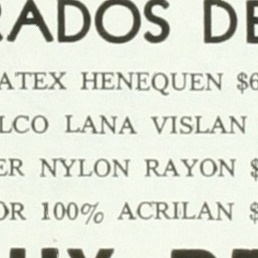 RADOS DE
ATEX HENEQUEN $6
LCO LANA VISLAN
ER NYLON RAYON $
OR 100% ACRILAN $